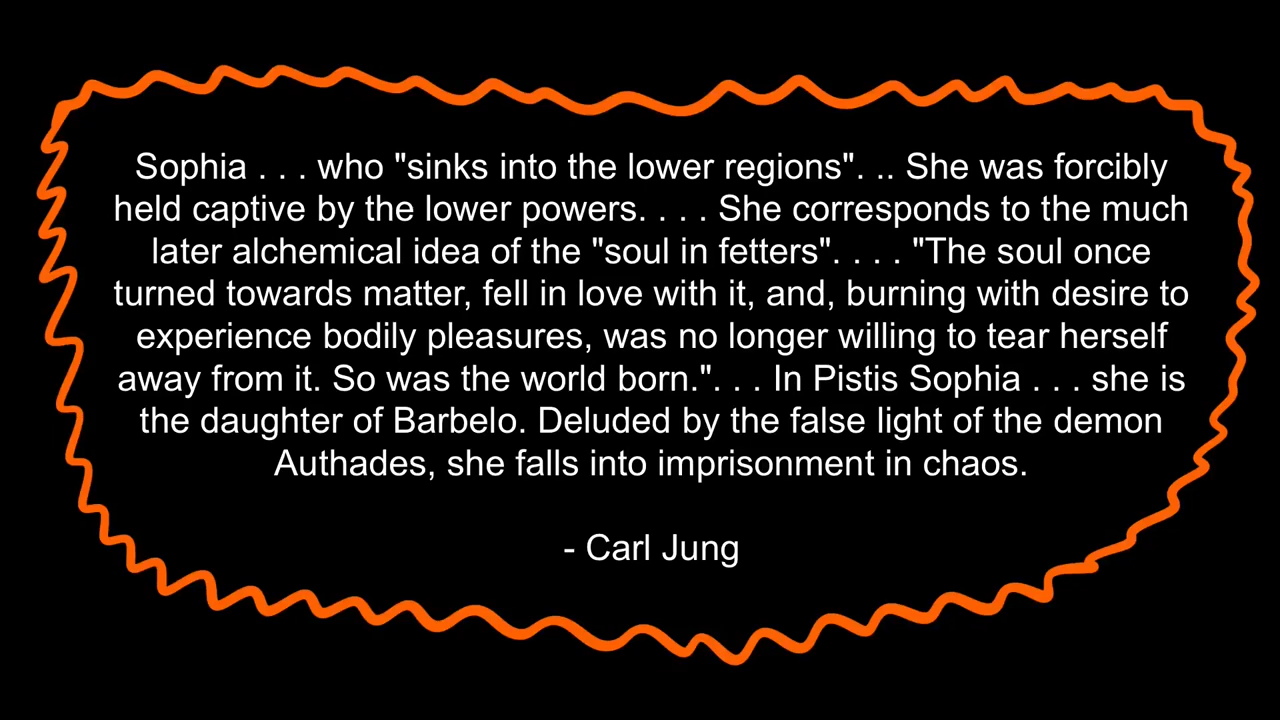 Sophia . . . who "sinks into the lower regions". .. She was forcibly
held captive by the lower powers. . . . She corresponds to the much
later alchemical idea of the "soul in fetters". . . . "The soul once
turned towards matter, fell in love with it, and, burning with desire to
experience bodily pleasures, was no longer willing to tear herself
away from it. So was the world born.". . . In Pistis Sophia . . . she is
the daughter of Barbelo. Deluded by the false light of the demon
Authades, she falls into imprisonment in chaos.
- Carl Jung